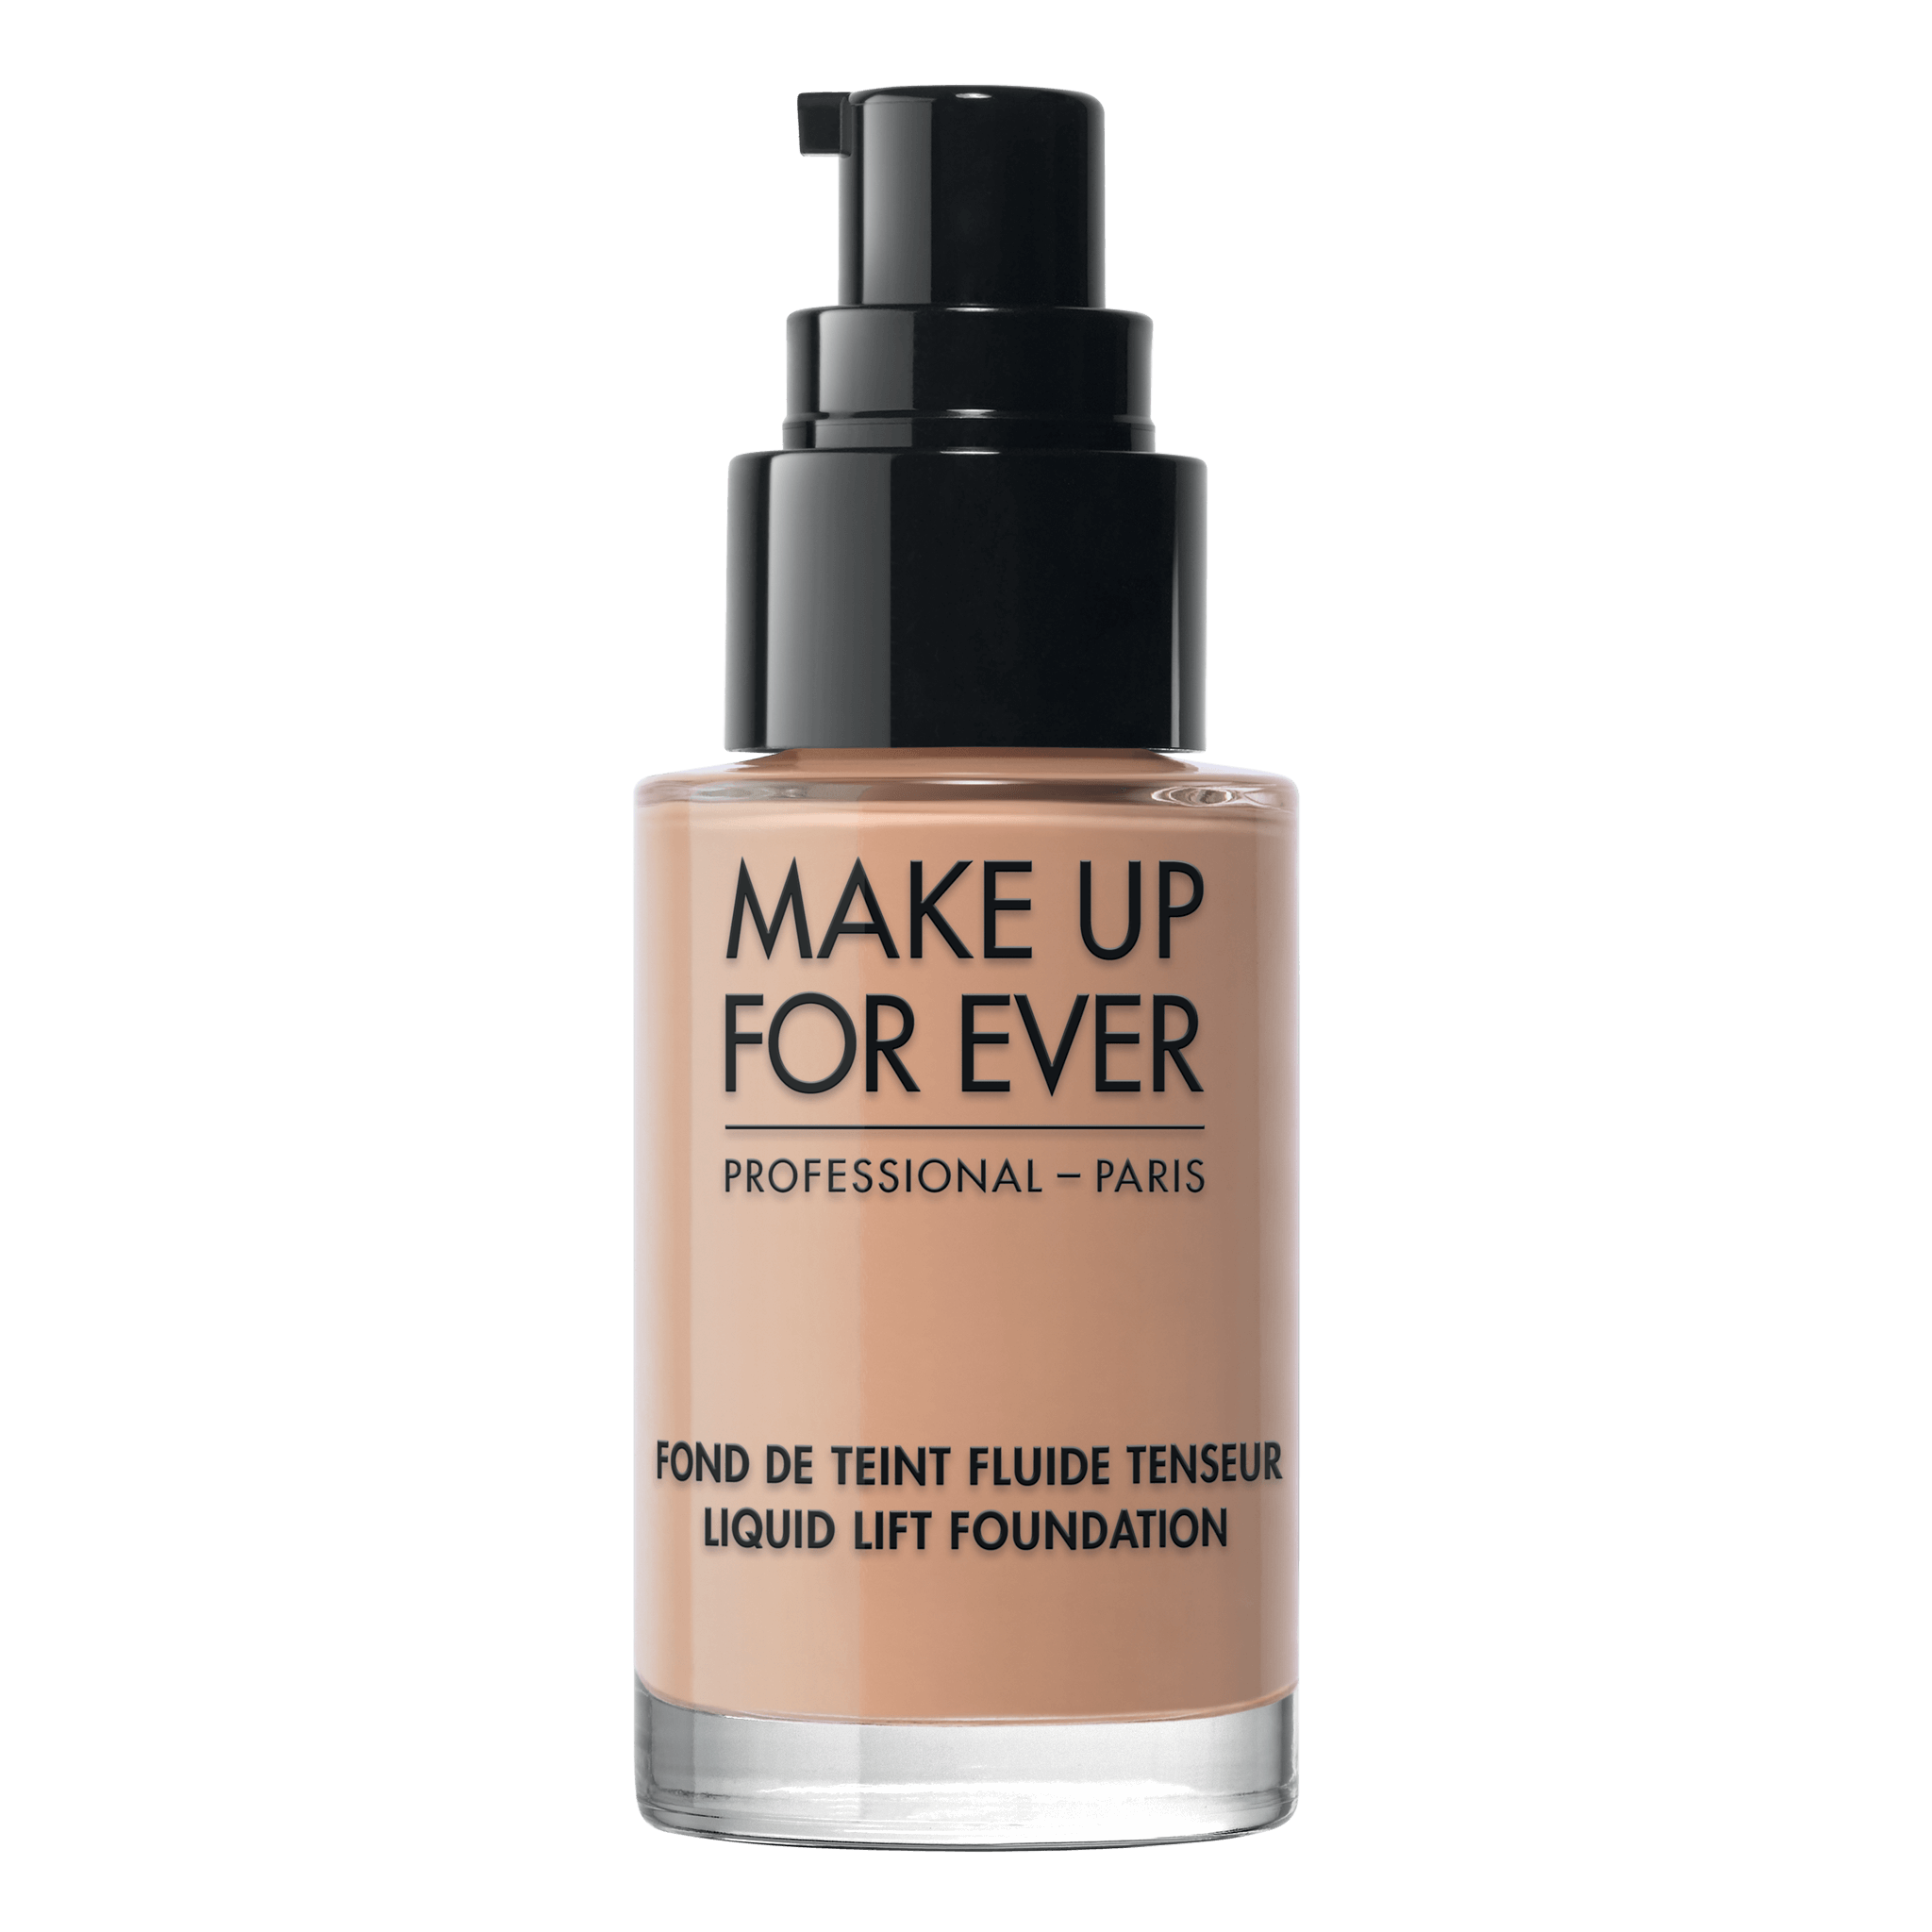 MAKE UP
FOR EVER
PROFESSIONAL – PARIS
FOND DE TEINT FLUIDE TENSEUR
LIQUID LIFT FOUNDATION